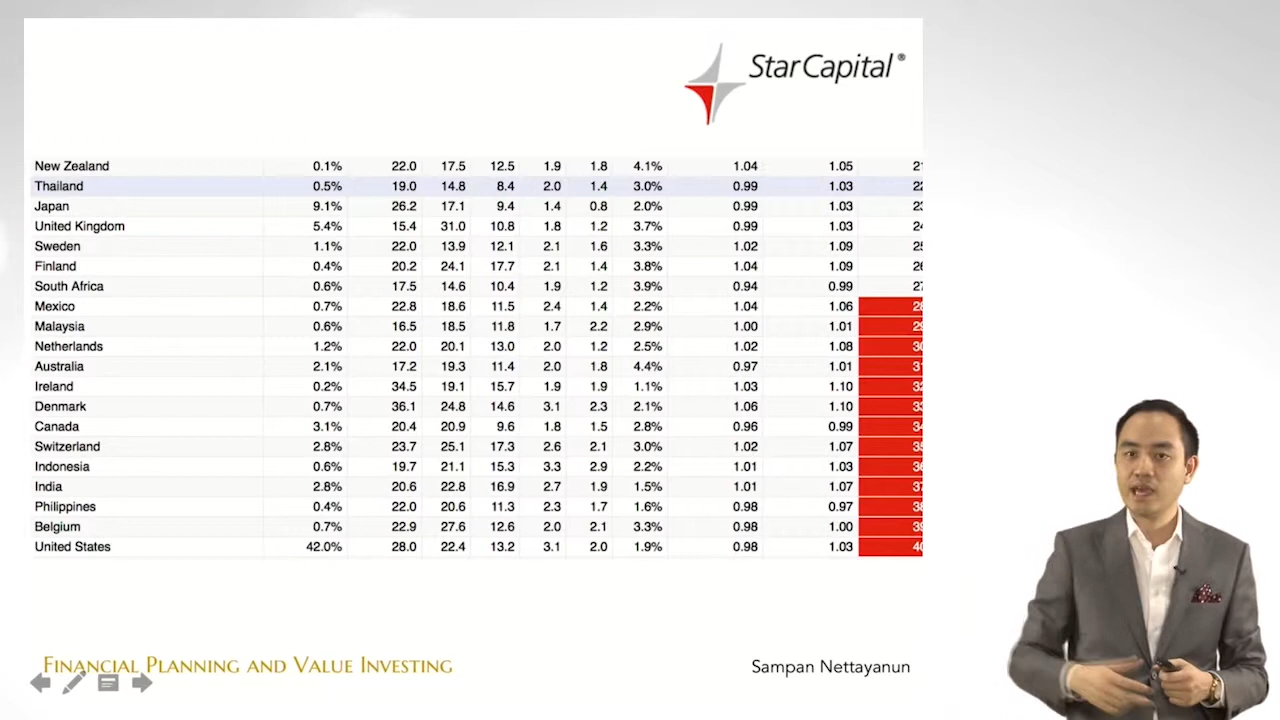 StarCapital®
New Zealand 0.1% 22.0 17.5 12.5 1.9 1.8 4.1% 1.04 1.05 21
Thailand 0.5% 19.0 14.8 8.4 2.0 1.4 3.0% 0.99 1.03 22
Japan 9.1% 26.2 17.1 9.4 1.4 0.8 2.0% 0.99 1.03 23
United Kingdom 5.4% 15.4 31.0 10.8 1.8 1.2 3.7% 0.99 1.03 24
Sweden 1.1% 22.0 13.9 12.1 2.1 1.6 3.3% 1.02 1.09 25
Finland 0.4% 20.2 24.1 17.7 2.1 1.4 3.8% 1.04 1.09 26
South Africa 0.6% 17.5 14.6 10.4 1.9 1.2 3.9% 0.94 0.99 27
Mexico 0.7% 22.8 18.6 11.5 2.4 1.4 2.2% 1.04 1.06 28
Malaysia 0.6% 16.5 18.5 11.8 1.7 2.2 2.9% 1.00 1.01 29
Netherlands 1.2% 22.0 20.1 13.0 2.0 1.2 2.5% 1.02 1.08 30
Australia 2.1% 17.2 19.3 11.4 2.0 1.8 4.4% 0.97 1.01 31
Ireland 0.2% 34.5 19.1 15.7 1.9 1.9 1.1% 1.03 1.10 32
Denmark 0.7% 36.1 24.8 14.6 3.1 2.3 2.1% 1.06 1.10 33
Canada 3.1% 20.4 20.9 9.6 1.8 1.5 2.8% 0.96 0.99 34
Switzerland 2.8% 23.7 25.1 17.3 2.6 2.1 3.0% 1.02 1.07 35
Indonesia 0.6% 19.7 21.1 15.3 3.3 2.9 2.2% 1.01 1.03 36
India 2.8% 20.6 22.8 16.9 2.7 1.9 1.5% 1.01 1.07 37
Philippines 0.4% 22.0 20.6 11.3 2.3 1.7 1.6% 0.98 0.97 38
Belgium 0.7% 22.9 27.6 12.6 2.0 2.1 3.3% 0.98 1.00 39
United States 42.0% 28.0 22.4 13.2 3.1 2.0 1.9% 0.98 1.03 40
Financial Planning and Value Investing
Sampan Nettayanun